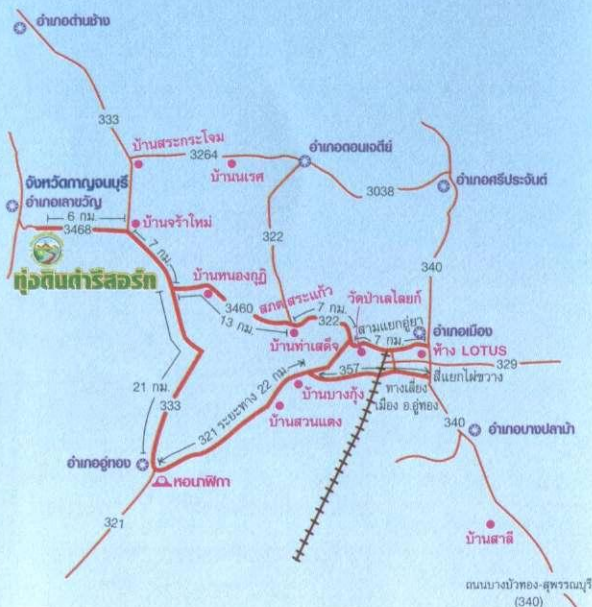 อำเภอด่านช้าง
333
บ้านสระกระโจม
3264
บ้านนเรศ
อำเภอดอนเจดีย์
3038
อำเภอศรีประจันต์
จังหวัดกาญจนบุรี
อำเภอเลาขวัญ
6 กม.
3468
บ้านจร้าใหม่
7 กม.
ทุ่งดินดำรีสอร์ท
322
340
บ้านหนองกุฏิ
3460
สภต.สระแก้ว
13 กม.
7 กม.
322
บ้านท่าเสด็จ
วัดป่าเลไลยก์
สามแยกอู่ยา
7 กม.
อำเภอเมือง
ห้าง LOTUS
329
357
สี่แยกไผ่ขวาง
ทางเลี่ยง
เมือง อ.อู่ทอง
21 กม.
333
321 ระยะทาง 22 กม.
บ้านบางกุ้ง
บ้านสวนแตง
340
อำเภอบางปลาม้า
อำเภออู่ทอง
หอนาฬิกา
321
บ้านสาลี
ถนนบางบัวทอง-สุพรรณบุรี
(340)